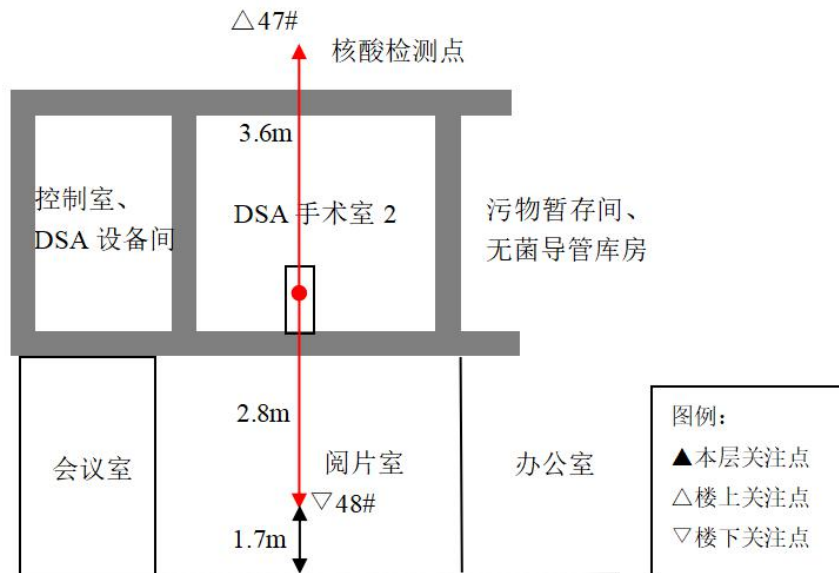 △47#
核酸检测点
3.6m
控制室、
DSA 设备间
DSA 手术室 2
污物暂存间、
无菌导管库房
2.8m
会议室
阅片室
办公室
▽48#
1.7m
图例：
▲本层关注点
△楼上关注点
▽楼下关注点